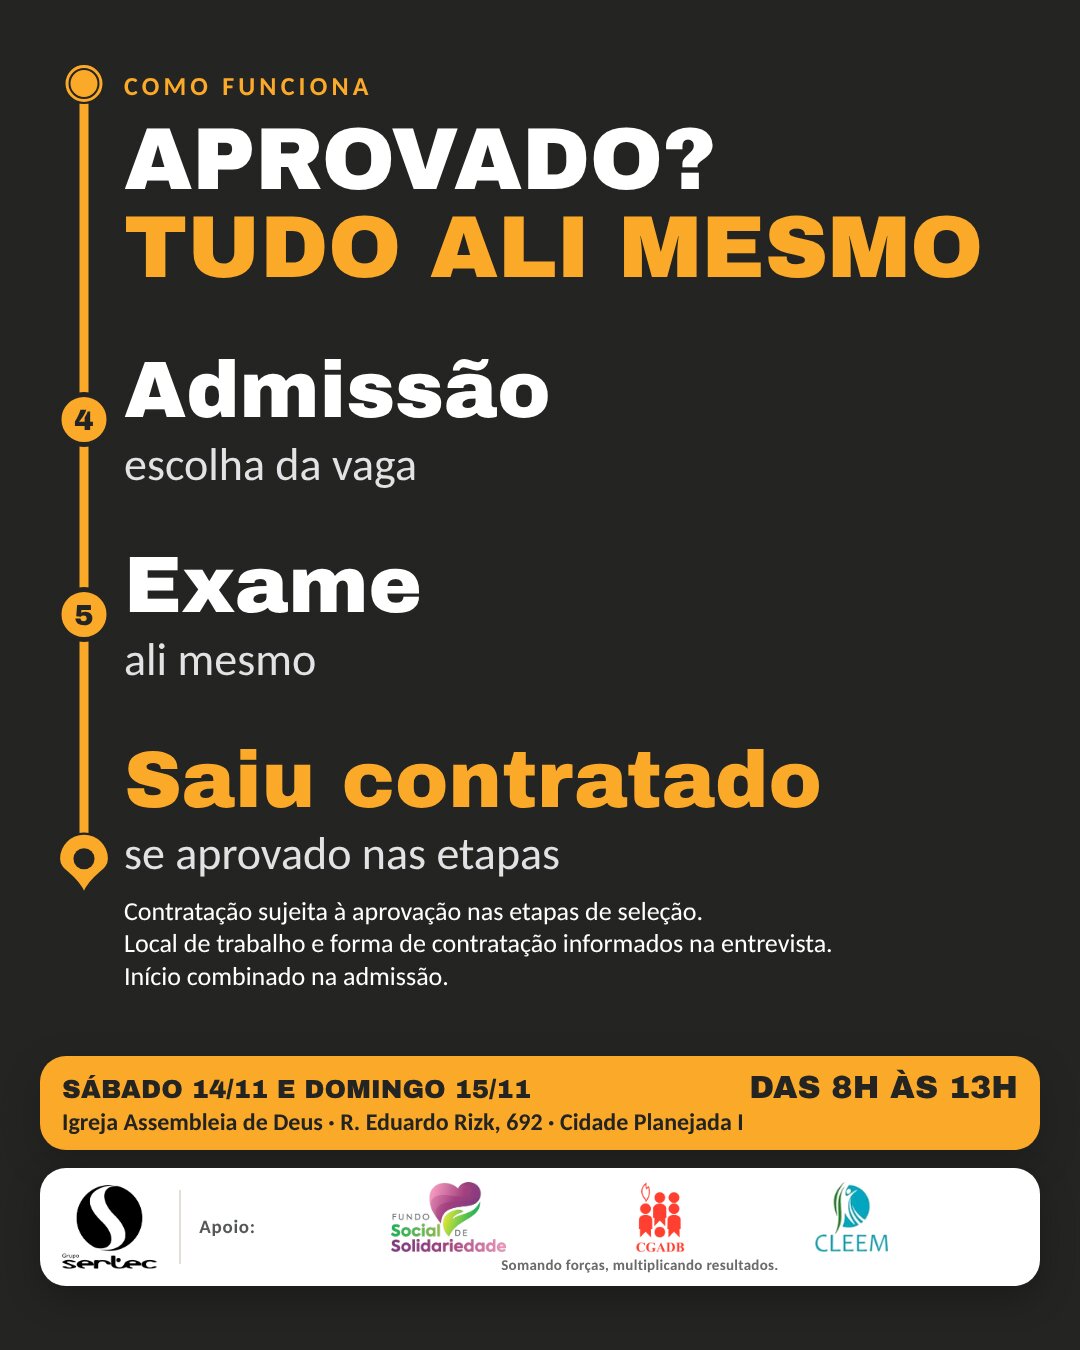 COMO FUNCIONA
APROVADO?
TUDO ALI MESMO
4
Admissão
escolha da vaga
5
Exame
ali mesmo
Saiu contratado
se aprovado nas etapas
Contratação sujeita à aprovação nas etapas de seleção.
Local de trabalho e forma de contratação informados na entrevista.
Início combinado na admissão.
SÁBADO 14/11 E DOMINGO 15/11
DAS 8H ÀS 13H
Igreja Assembleia de Deus · R. Eduardo Rizk, 692 · Cidade Planejada I
Grupo
sertec
Apoio:
FUNDO
Social DE
Solidariedade
CGADB
CLEEM
Somando forças, multiplicando resultados.